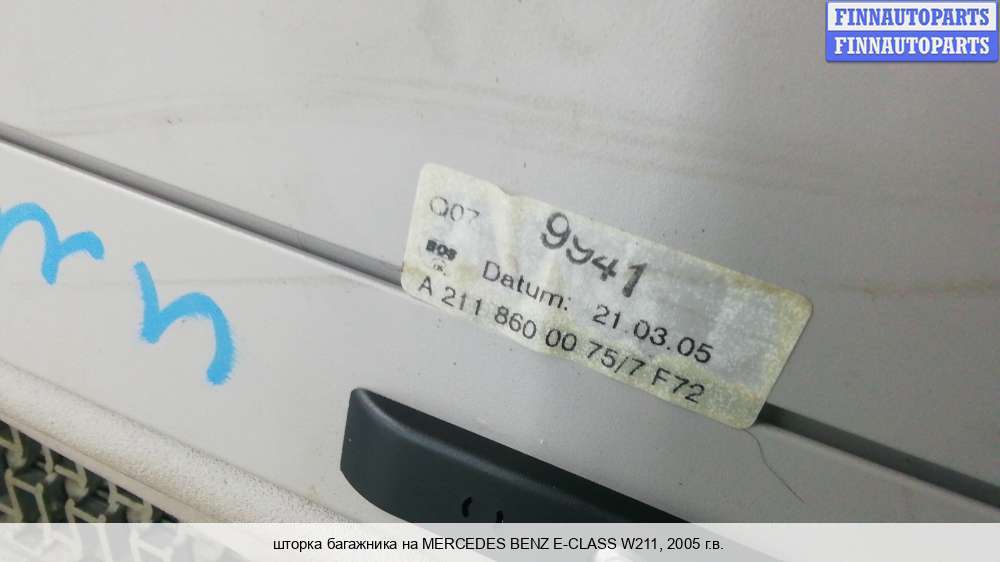 FINNAUTOPARTS
FINNAUTOPARTS
Q07 9941
BOS
Datum: 21.03.05
A 211 860 00 75/7 F72
шторка багажника на MERCEDES BENZ E-CLASS W211, 2005 г.в.